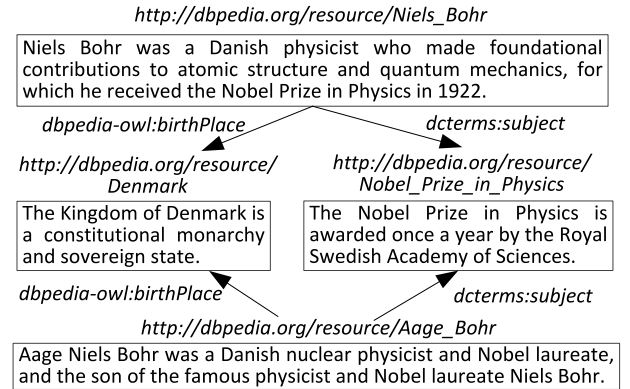 http://dbpedia.org/resource/Niels_Bohr
Niels Bohr was a Danish physicist who made foundational
contributions to atomic structure and quantum mechanics, for
which he received the Nobel Prize in Physics in 1922.
dbpedia-owl:birthPlace
dcterms:subject
http://dbpedia.org/resource/
Denmark
The Kingdom of Denmark is
a constitutional monarchy
and sovereign state.
http://dbpedia.org/resource/
Nobel_Prize_in_Physics
The Nobel Prize in Physics is
awarded once a year by the Royal
Swedish Academy of Sciences.
dbpedia-owl:birthPlace
dcterms:subject
http://dbpedia.org/resource/Aage_Bohr
Aage Niels Bohr was a Danish nuclear physicist and Nobel laureate,
and the son of the famous physicist and Nobel laureate Niels Bohr.